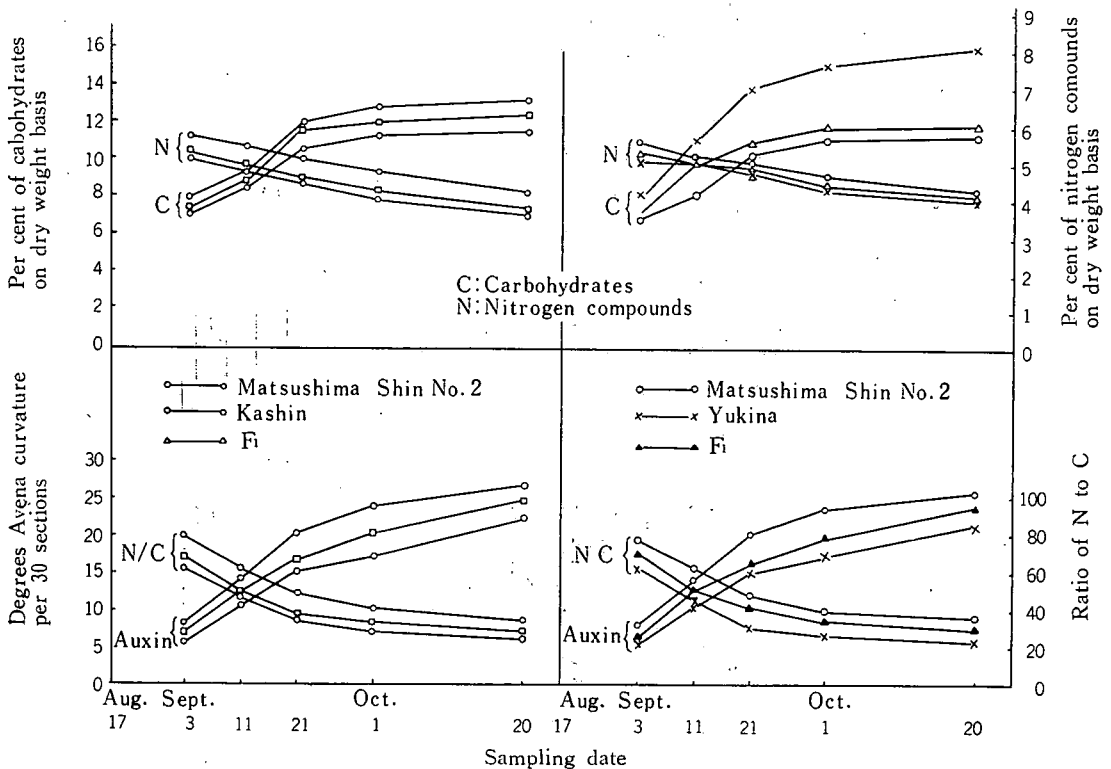 Per cent of cabohydrates
on dry weight basis
16
14
12
10
8
6
4
2
0
N
C
N
C
C:Carbohydrates
N:Nitrogen compounds
9
8
7
6
5
4
3
2
1
0
Per cent of nitrogen comounds
on dry weight basis
Degrees Avena curvature
per 30 sections
30
25
20
15
10
5
0
Matsushima Shin No.2
Kashin
F1
N/C
Auxin
Matsushima Shin No.2
Yukina
F1
N C
Auxin
100
80
60
40
20
0
Ratio of N to C
Aug. Sept. Oct.
17 3 11 21 1 20
Oct.
17 3 11 21 1 20
Sampling date